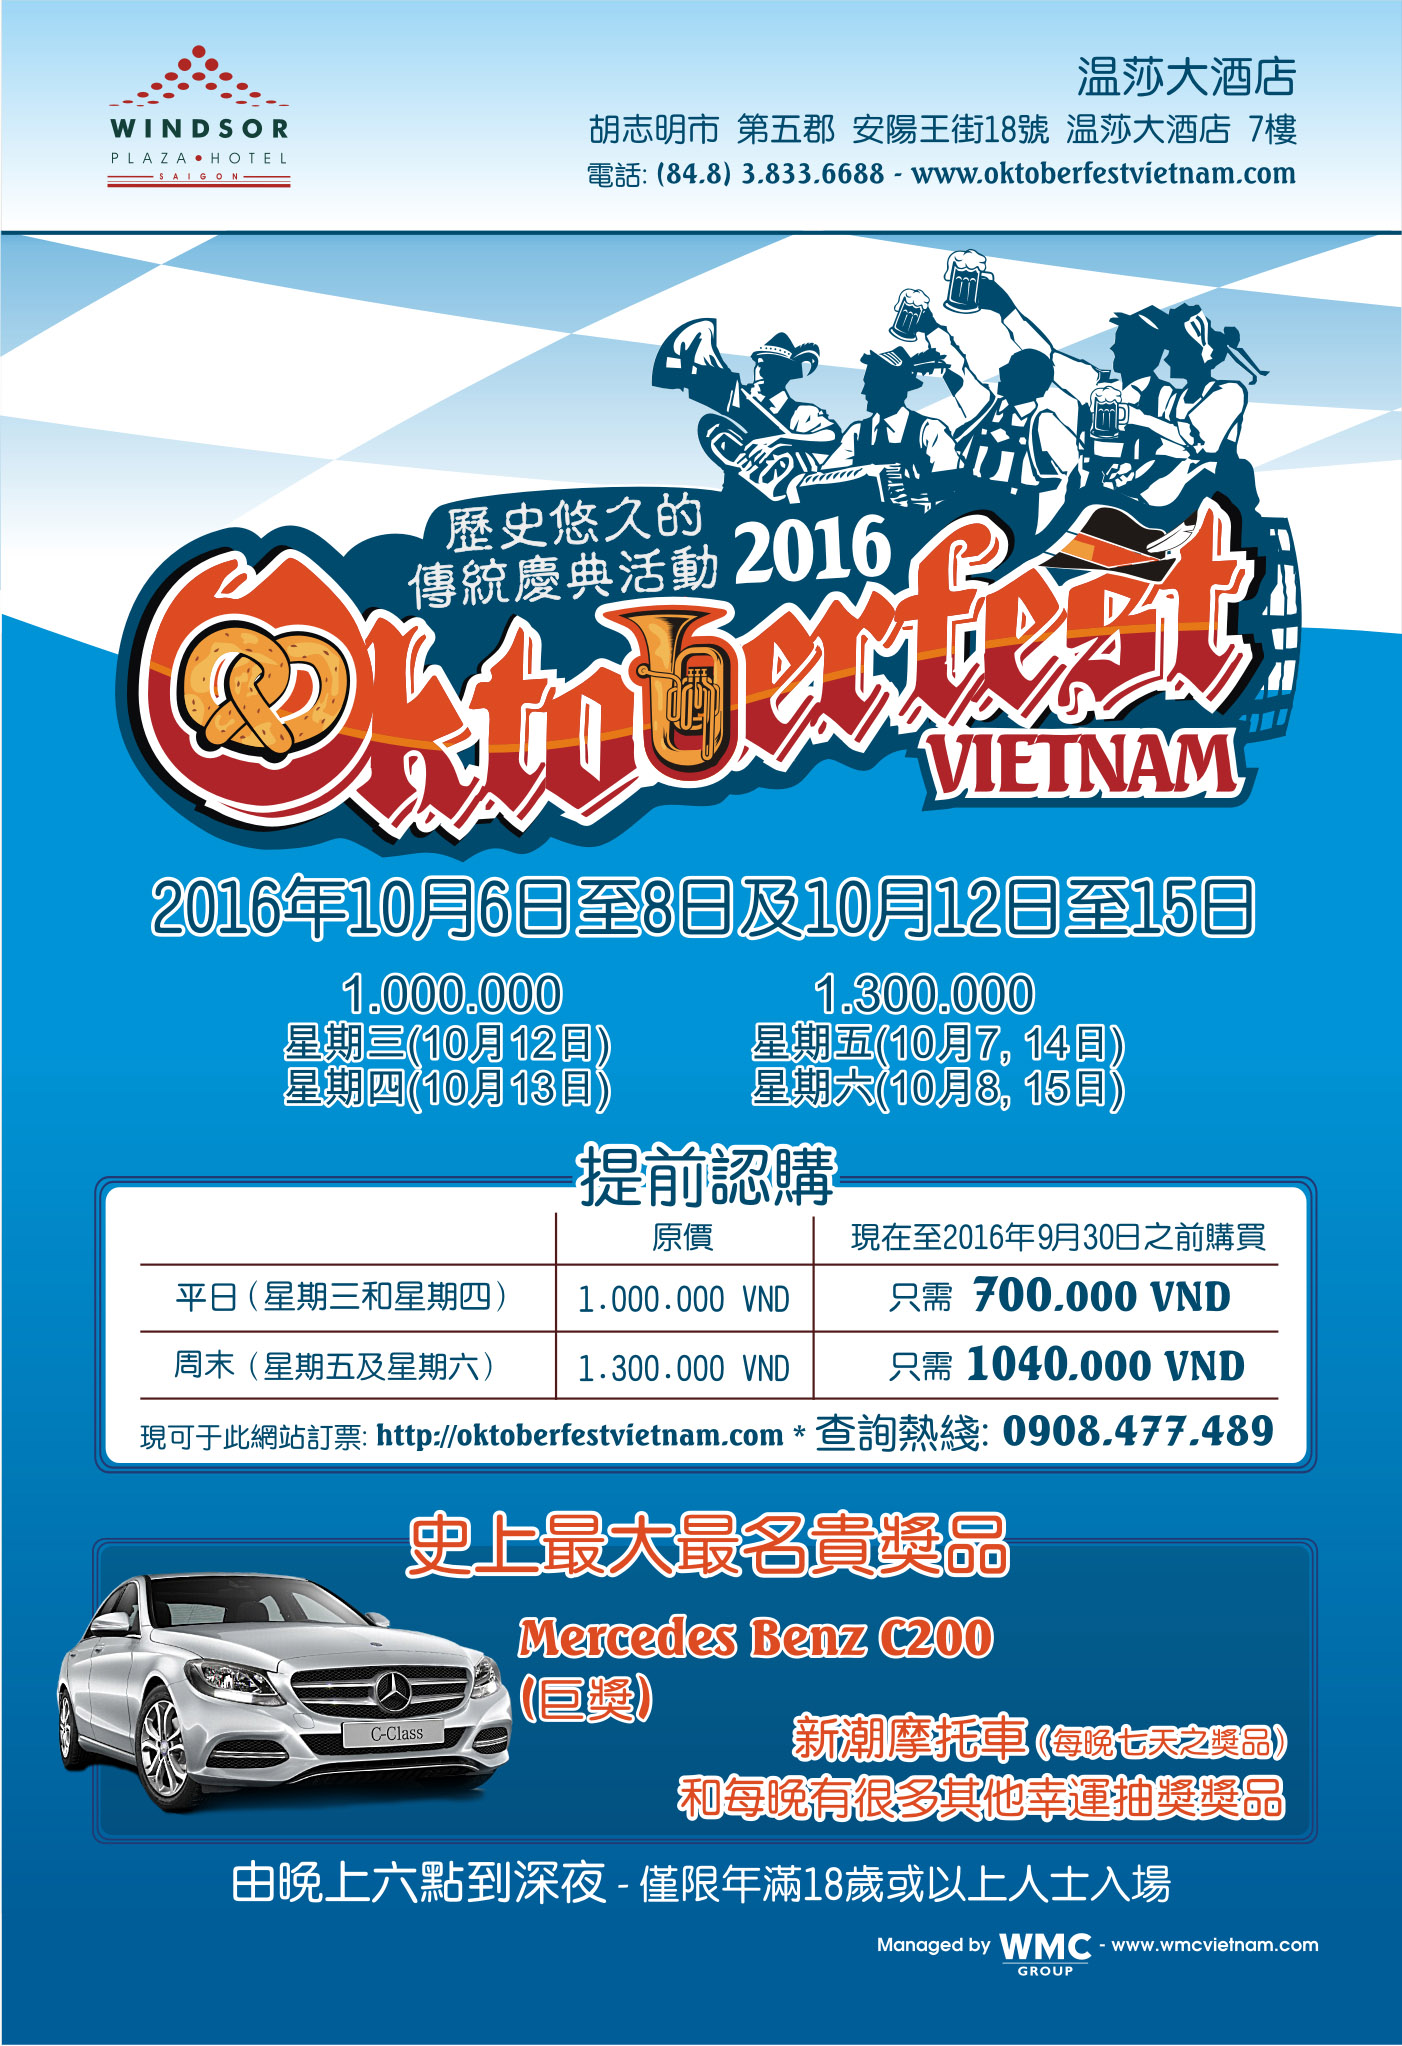 WINDSOR
PLAZA • HOTEL
SAIGON
温莎大酒店
胡志明市 第五郡 安陽王街18號 温莎大酒店 7樓
電話: (84.8) 3.833.6688 - www.oktoberfestvietnam.com
歷史悠久的
傳統慶典活動
2016
Oktoberfest
VIETNAM
2016年10月6日至8日及10月12日至15日
1.000.000
星期三(10月12日)
星期四(10月13日)
1.300.000
星期五(10月7, 14日)
星期六(10月8, 15日)
提前認購
原價 現在至2016年9月30日之前購買
平日（星期三和星期四） 1.000.000 VND 只需 700.000 VND
周末（星期五及星期六） 1.300.000 VND 只需 1040.000 VND
現可于此網站訂票: http://oktoberfestvietnam.com * 查詢熱綫: 0908.477.489
史上最大最名貴獎品
Mercedes Benz C200
(巨獎)
C-Class
新潮摩托車（每晚七天之獎品）
和每晚有很多其他幸運抽獎獎品
由晚上六點到深夜 - 僅限年滿18歲或以上人士入場
Managed by WMC GROUP - www.wmcvietnam.com